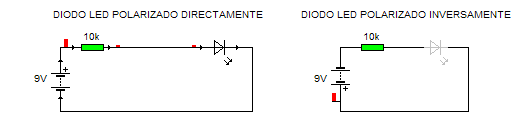 DIODO LED POLARIZADO DIRECTAMENTE
10k
9V
+
DIODO LED POLARIZADO INVERSAMENTE
10k
9V
+